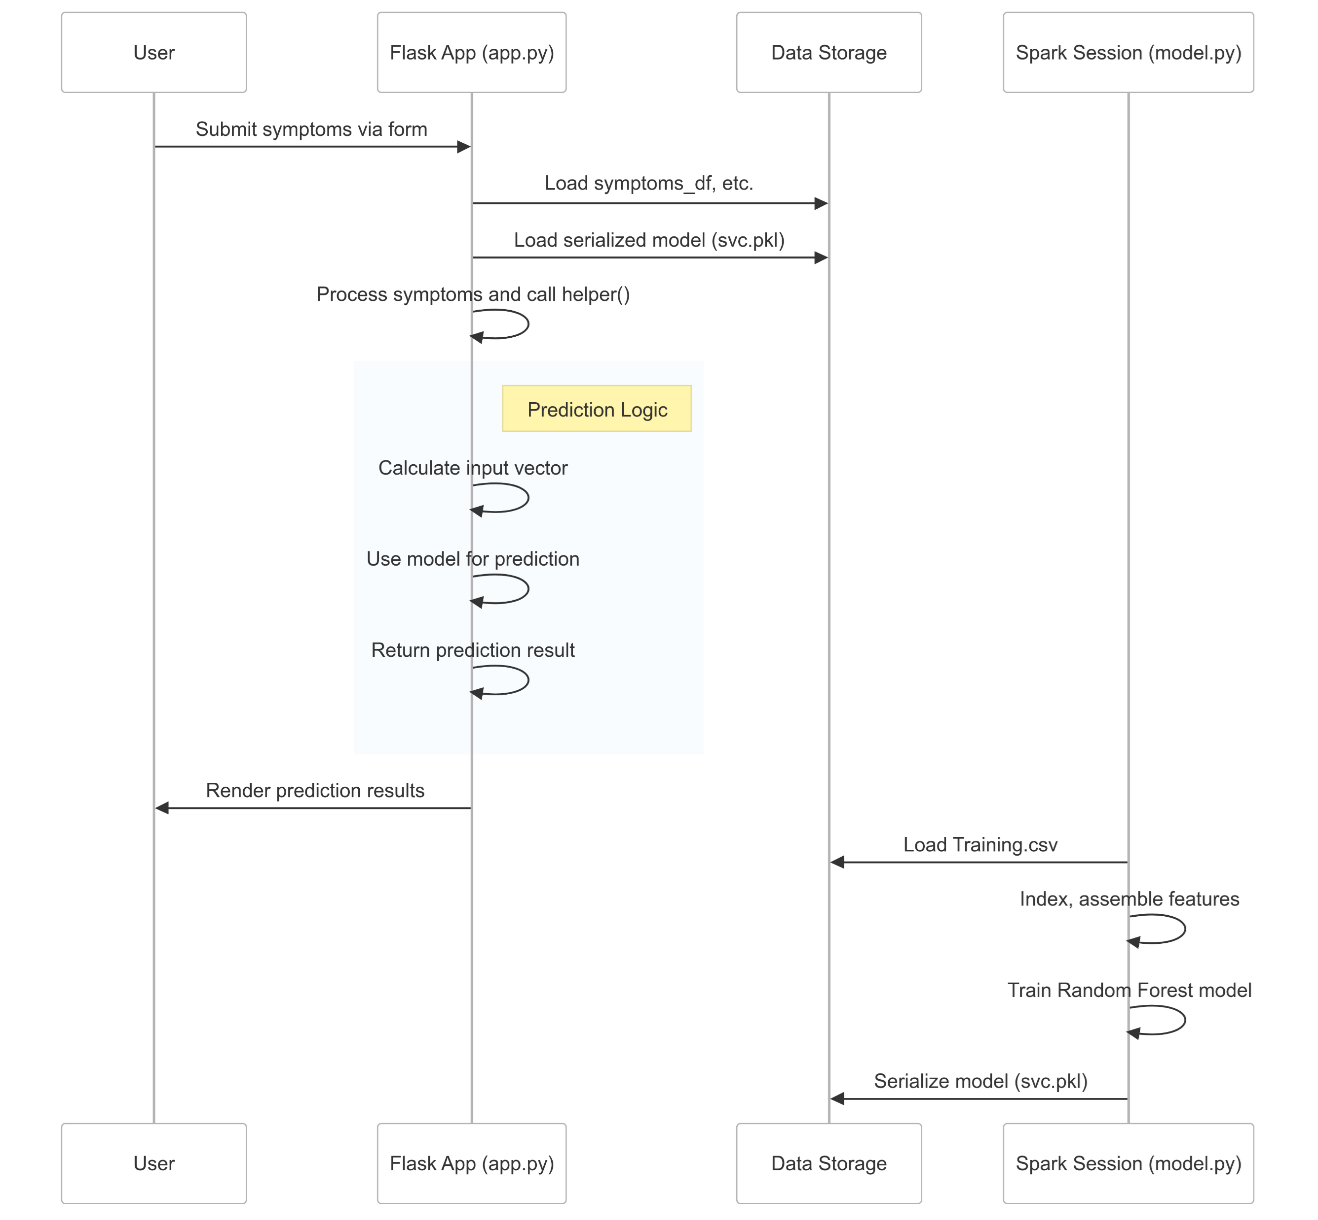 User
Flask App (app.py)
Data Storage
Spark Session (model.py)
Submit symptoms via form
Load symptoms_df, etc.
Load serialized model (svc.pkl)
Process symptoms and call helper()
Prediction Logic
Calculate input vector
Use model for prediction
Return prediction result
Render prediction results
Load Training.csv
Index, assemble features
Train Random Forest model
Serialize model (svc.pkl)
User
Flask App (app.py)
Data Storage
Spark Session (model.py)